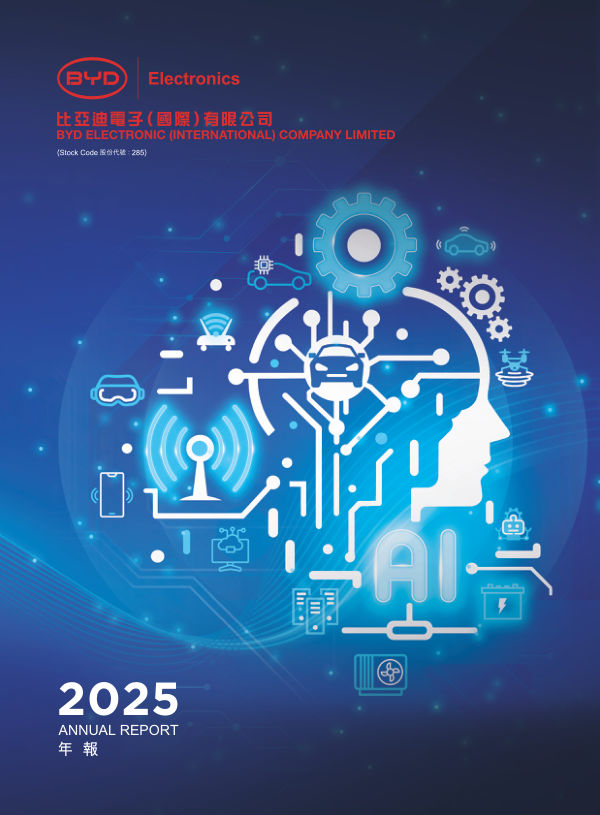 BYD Electronics
比亞迪電子(國際)有限公司
BYD ELECTRONIC (INTERNATIONAL) COMPANY LIMITED
(Stock Code 股份代號 : 285)
1
AI
2025
ANNUAL REPORT
年報